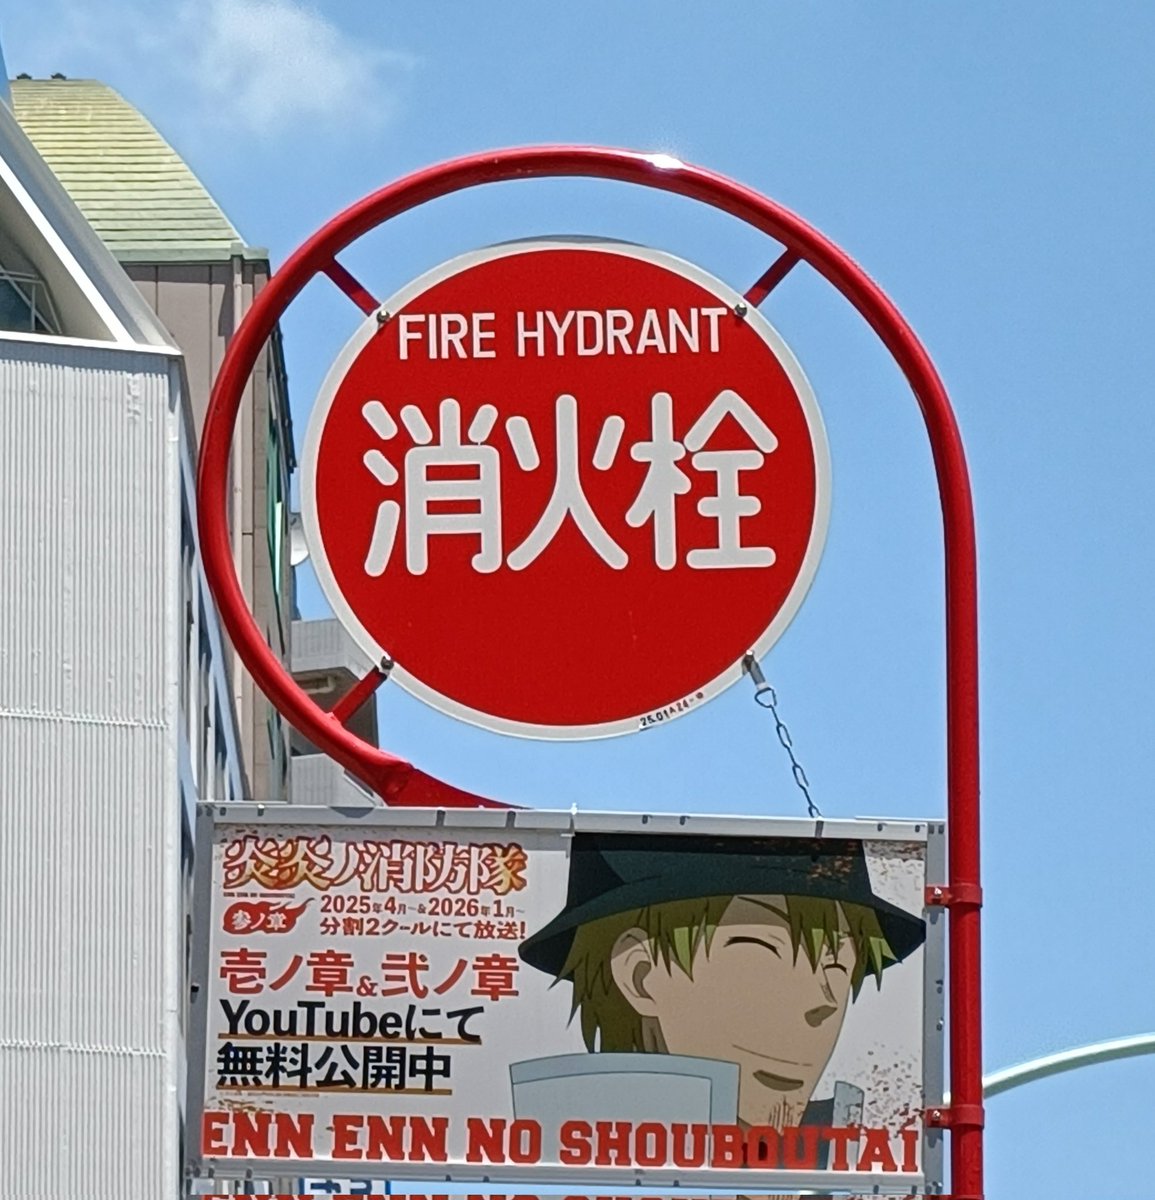 FIRE HYDRANT
消火栓
炎炎ノ消防隊
参ノ章
2025年4月~&2026年1月~
分割2クールにて放送!
壱ノ章&弐ノ章
YouTubeにて
無料公開中
ENN ENN NO SHOUBOUTAI